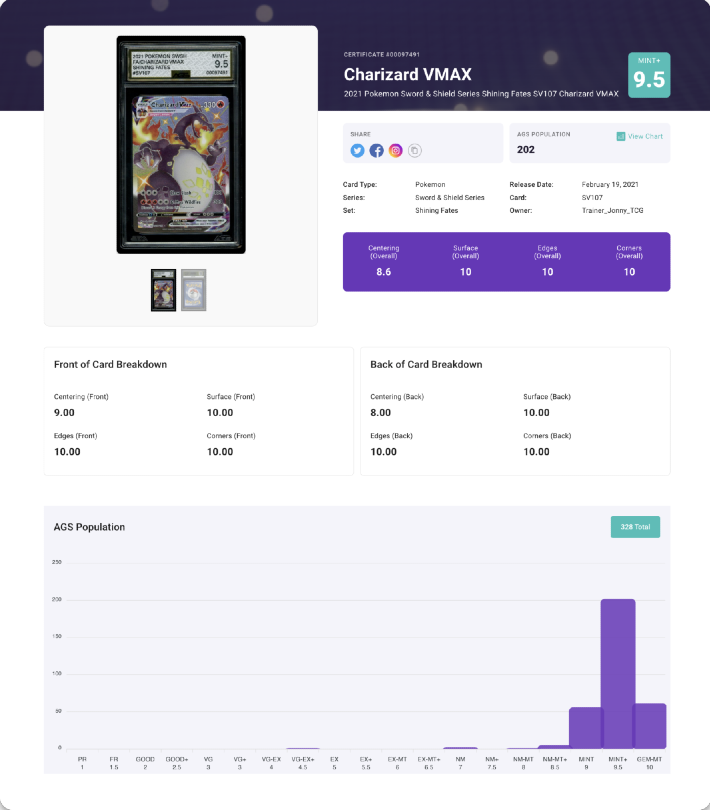 2021 POKEMON SWSH
FA/CHARIZARD VMAX
SHINING FATES
#SV107
MINT+
9.5
00097491
Charizard VMAX
330
CERTIFICATE #00097491
Charizard VMAX
2021 Pokemon Sword & Shield Series Shining Fates SV107 Charizard VMAX
MINT+
9.5
SHARE
AGS POPULATION
202
View Chart
Card Type: Pokemon
Release Date: February 19, 2021
Series: Sword & Shield Series
Card: SV107
Set: Shining Fates
Owner: Trainer_Jonny_TCG
Centering (Overall)
8.6
Surface (Overall)
10
Edges (Overall)
10
Corners (Overall)
10
Front of Card Breakdown
Centering (Front)
9.00
Surface (Front)
10.00
Edges (Front)
10.00
Corners (Front)
10.00
Back of Card Breakdown
Centering (Back)
8.00
Surface (Back)
10.00
Edges (Back)
10.00
Corners (Back)
10.00
AGS Population
328 Total
250
200
150
100
50
0
PR 1
FR 1.5
GOOD 2
GOOD+ 2.5
VG 3
VG+ 3
VG-EX 4
VG-EX+ 4.5
EX 5
EX+ 5.5
EX-MT 6
EX-MT+ 6.5
NM 7
NM+ 7.5
NM-MT 8
NM-MT+ 8.5
MINT 9
MINT+ 9.5
GEM-MT 10